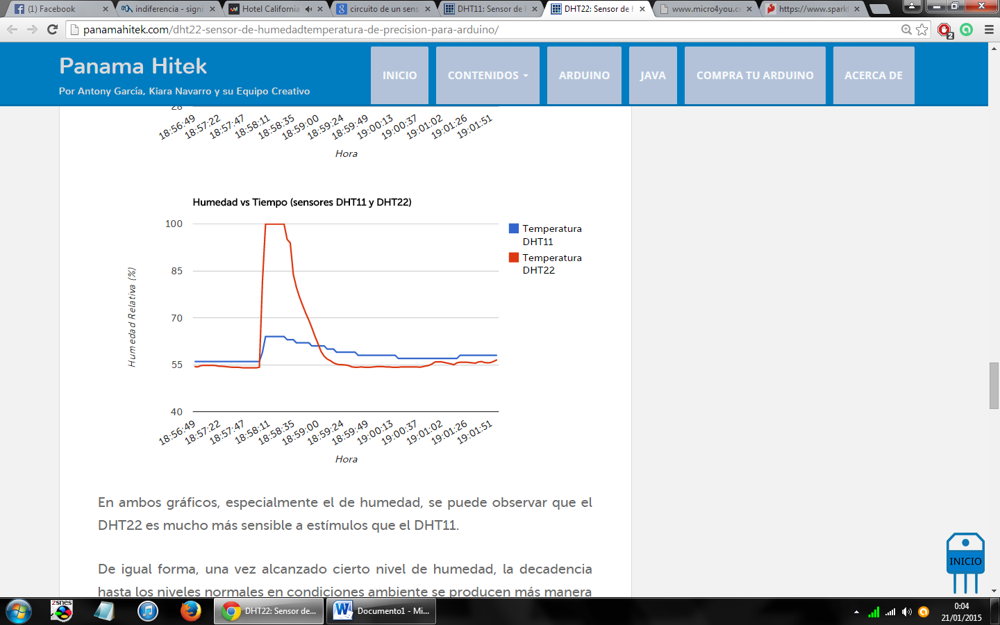 (1) Facebook
indiferencia - signi
Hotel California
circuito de un sens
DHT11: Sensor de
DHT22: Sensor de
www.micro4you.c
https://www.spark
panamahitek.com/dht22-sensor-de-humedadtemperatura-de-precision-para-arduino/
2
Panama Hitek
Por Antony García, Kiara Navarro y su Equipo Creativo
INICIO
CONTENIDOS
ARDUINO
JAVA
COMPRA TU ARDUINO
ACERCA DE
28
18:56:49
18:57:22
18:57:47
18:58:11
18:58:35
18:59:00
18:59:24
18:59:49
19:00:13
19:00:37
19:01:02
19:01:26
19:01:51
Hora
Humedad vs Tiempo (sensores DHT11 y DHT22)
100
85
70
55
40
Humedad Relativa (%)
Temperatura
DHT11
Temperatura
DHT22
18:56:49
18:57:22
18:57:47
18:58:11
18:58:35
18:59:00
18:59:24
18:59:49
19:00:13
19:00:37
19:01:02
19:01:26
19:01:51
Hora
En ambos gráficos, especialmente el de humedad, se puede observar que el
DHT22 es mucho más sensible a estímulos que el DHT11.
De igual forma, una vez alcanzado cierto nivel de humedad, la decadencia
hasta los niveles normales en condiciones ambiente se producen más manera
INICIO
zsnes
DHT22: Sensor de...
Documento1 - Mi...
0:04
21/01/2015